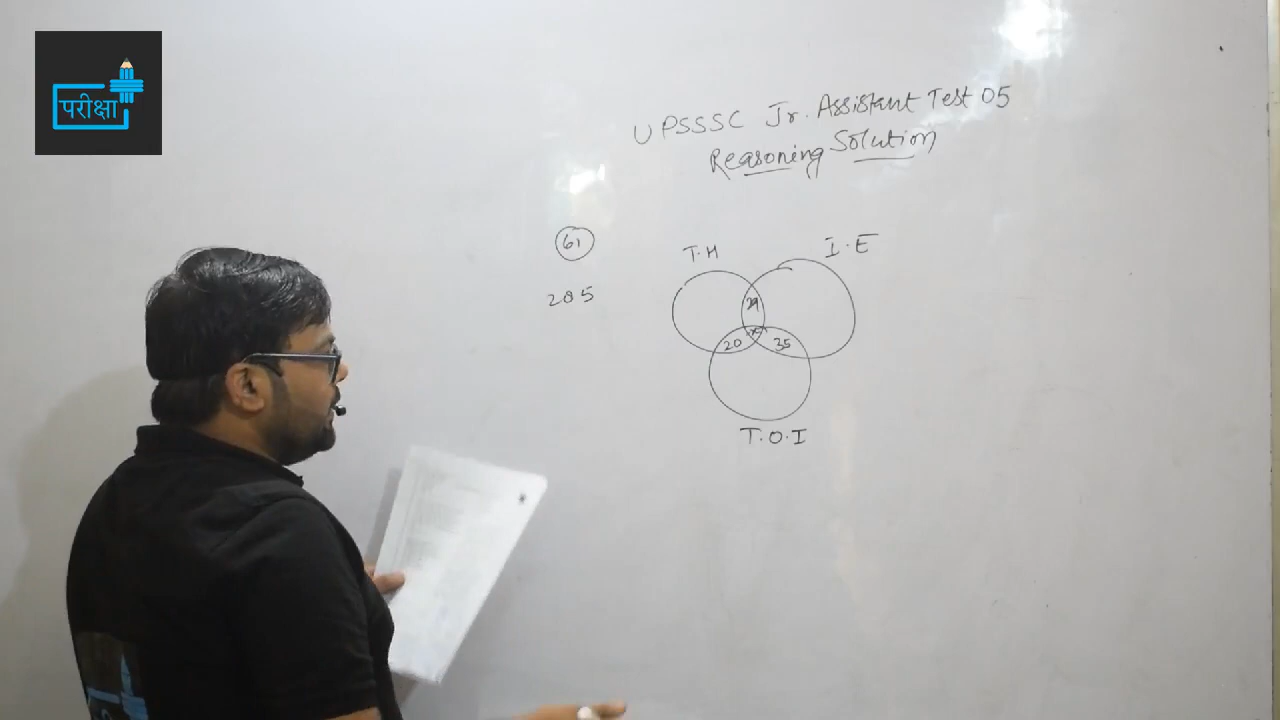 परीक्षा
UPSSSC Jr. Assistant Test 05
Reasoning Solution
61
T.H
I.E
285
20
35
T.O.I